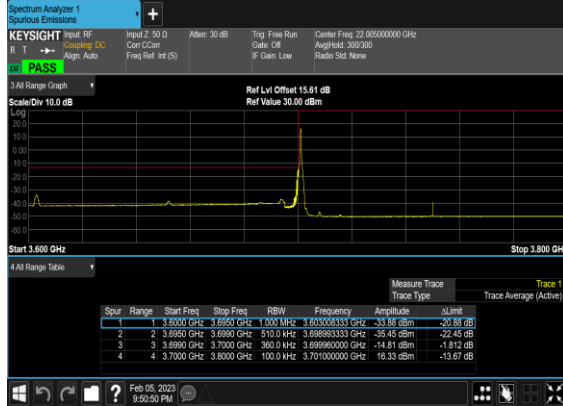 Spectrum Analyzer 1
Spurious Emissions
+
KEYSIGHT Input: RF Input Z: 50 Ω Atten: 30 dB Trig: Free Run Center Freq: 22.005000000 GHz
R T Coupling: DC Corr CCorr Gate: Off Avg|Hold: 300/300
Align: Auto Freq Ref: Int (S) IF Gain: Low Radio Std: None
PASS
3 All Range Graph
Ref Lvl Offset 15.61 dB
Scale/Div 10.0 dB Ref Value 30.00 dBm
Log
20.0
10.0
0.00
-10.0
-20.0
-30.0
-40.0
-50.0
-60.0
Start 3.600 GHz Stop 3.800 GH
4 All Range Table
Measure Trace Trace 1
Trace Type Trace Average (Active)
Spur Range Start Freq Stop Freq RBW Frequency Amplitude ΔLimit
1 1 3.6000 GHz 3.6950 GHz 1.000 MHz 3.603008333 GHz -33.88 dBm -20.88 dB
2 2 3.6950 GHz 3.6990 GHz 510.0 kHz 3.698993333 GHz -35.45 dBm -22.45 dB
3 3 3.6990 GHz 3.7000 GHz 360.0 kHz 3.699960000 GHz -14.81 dBm -1.812 dB
4 4 3.7000 GHz 3.8000 GHz 100.0 kHz 3.701000000 GHz 16.33 dBm -13.67 dB
? Feb 05, 2023
9:50:50 PM